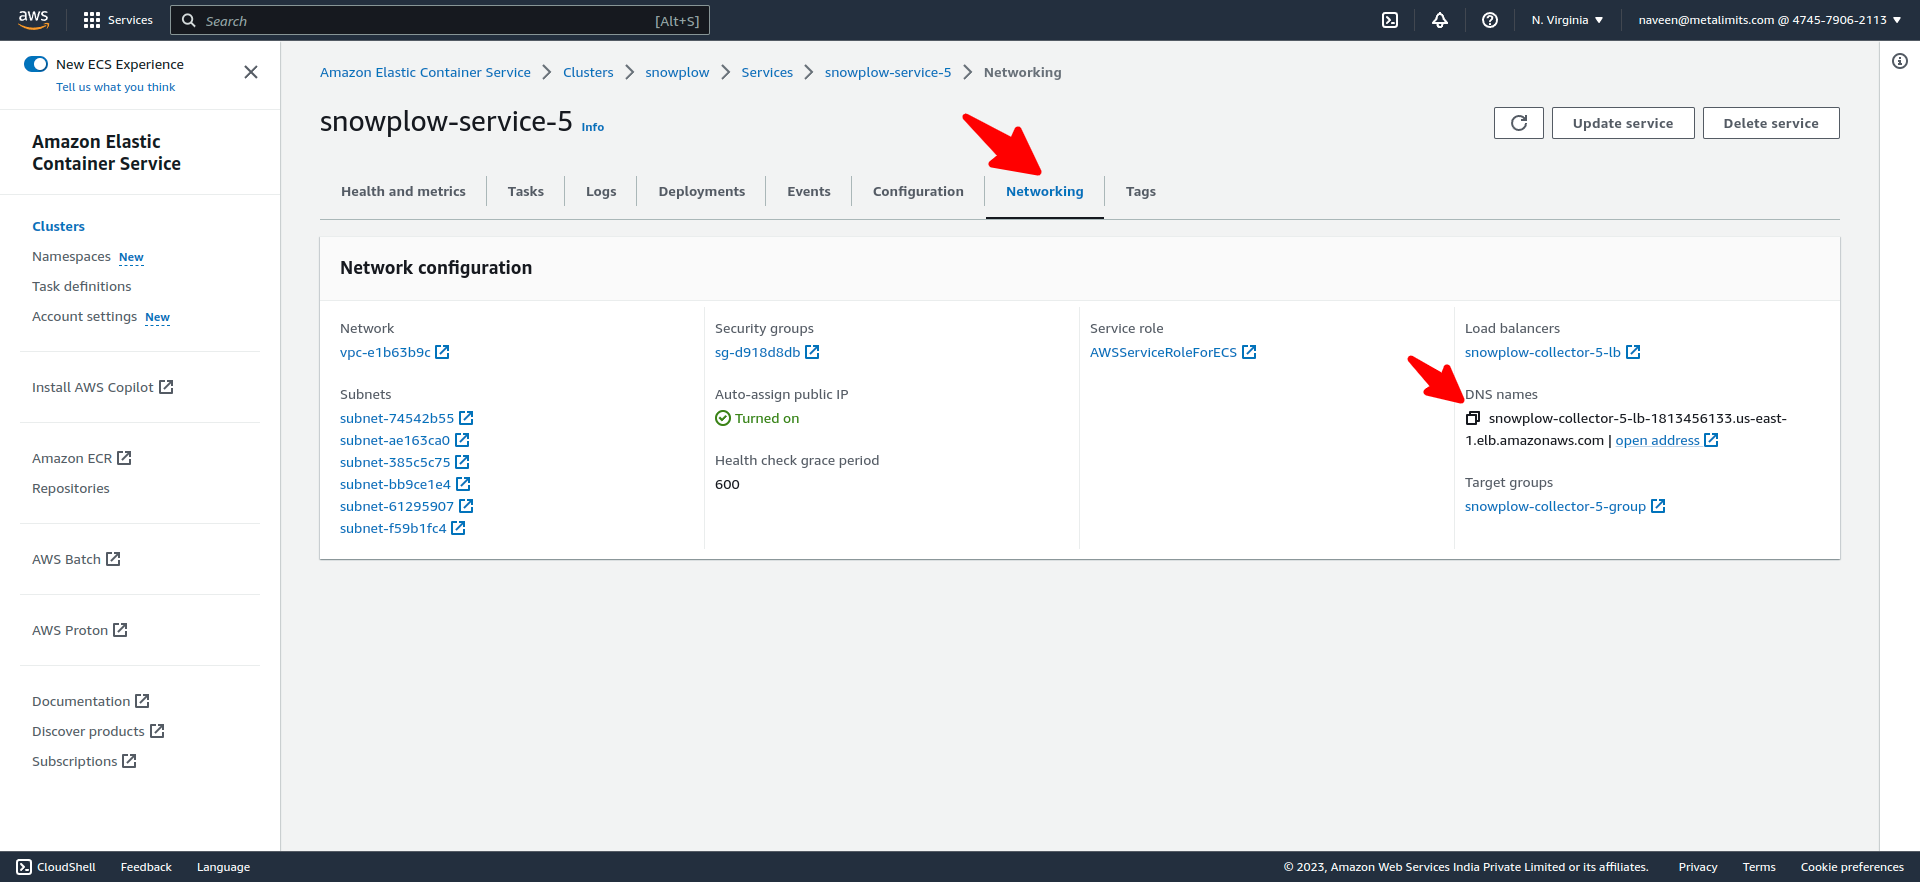 aws
Services
Search
[Alt+S]
N. Virginia
naveen@metalimits.com @ 4745-7906-2113
New ECS Experience
Tell us what you think
Amazon Elastic
Container Service
Clusters
Namespaces New
Task definitions
Account settings New
Install AWS Copilot
Amazon ECR
Repositories
AWS Batch
AWS Proton
Documentation
Discover products
Subscriptions
Amazon Elastic Container Service > Clusters > snowplow > Services > snowplow-service-5 > Networking
snowplow-service-5 Info
Update service
Delete service
Health and metrics
Tasks
Logs
Deployments
Events
Configuration
Networking
Tags
Network configuration
Network
vpc-e1b63b9c
Subnets
subnet-74542b55
subnet-ae163ca0
subnet-385c5c75
subnet-bb9ce1e4
subnet-61295907
subnet-f59b1fc4
Security groups
sg-d918d8db
Auto-assign public IP
Turned on
Health check grace period
600
Service role
AWSServiceRoleForECS
Load balancers
snowplow-collector-5-lb
DNS names
snowplow-collector-5-lb-1813456133.us-east-
1.elb.amazonaws.com | open address
Target groups
snowplow-collector-5-group
CloudShell
Feedback
Language
© 2023, Amazon Web Services India Private Limited or its affiliates.
Privacy
Terms
Cookie preferences